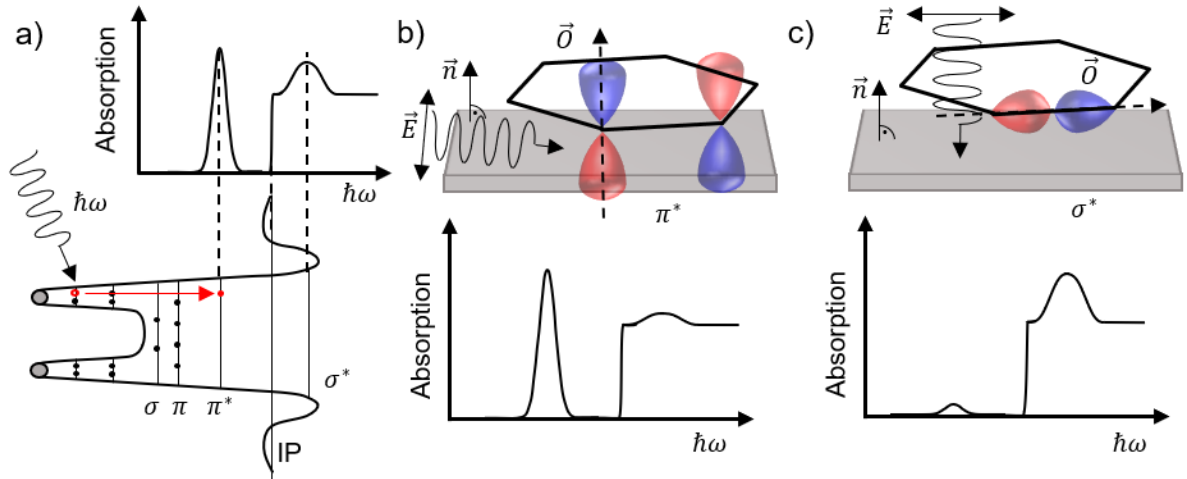 a)
Absorption
ħω
ħω
σ π π* σ*
IP
b)
O⃗
n⃗
E⃗
π*
Absorption
ħω
c)
E⃗
O⃗
n⃗
σ*
Absorption
ħω